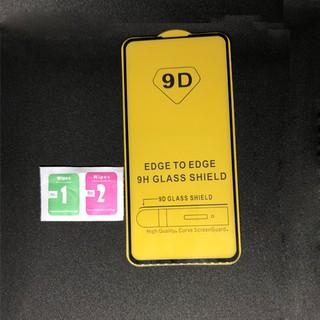 9D
EDGE TO EDGE
9H GLASS SHIELD
9D GLASS SHIELD
High Quality. Curve ScreenGuard.
Wipes
1
Wipes
2